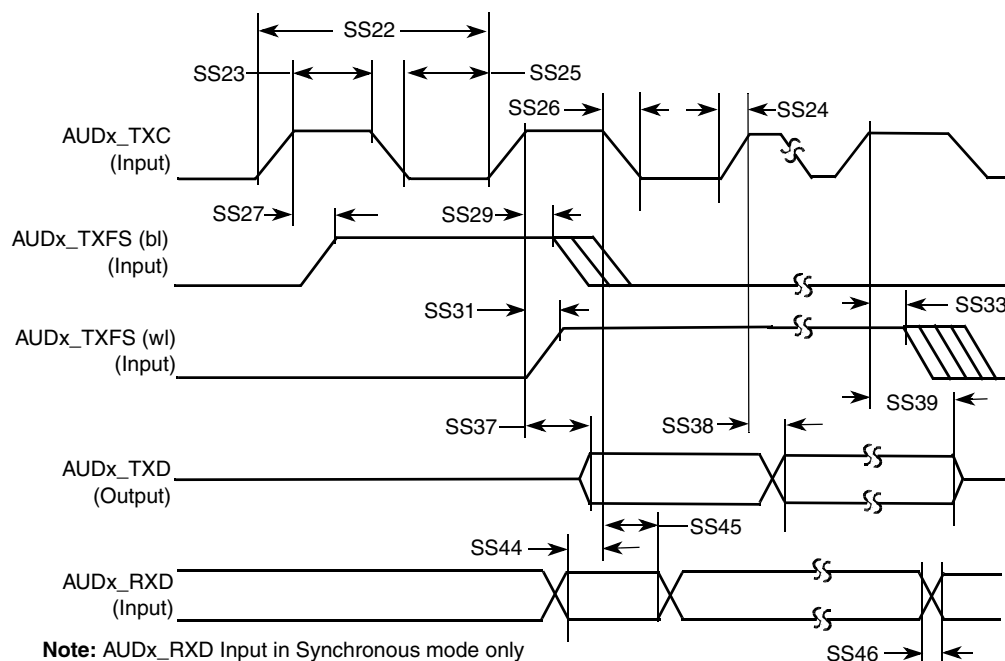 SS22
SS23
SS25
SS26
SS24
AUDx_TXC
(Input)
SS27
SS29
AUDx_TXFS (bl)
(Input)
SS31
SS33
AUDx_TXFS (wl)
(Input)
SS39
SS37
SS38
AUDx_TXD
(Output)
SS45
SS44
AUDx_RXD
(Input)
Note: AUDx_RXD Input in Synchronous mode only
SS46